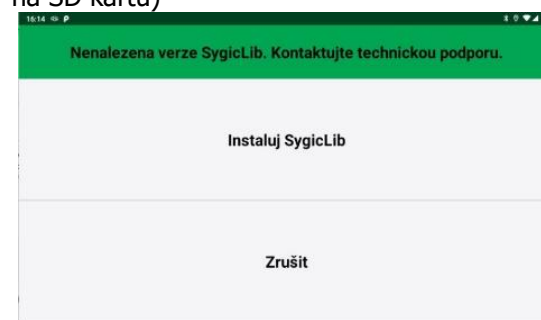 na SD kartu)
16:14
Nenalezena verze SygicLib. Kontaktujte technickou podporu.
Instaluj SygicLib
Zrušit